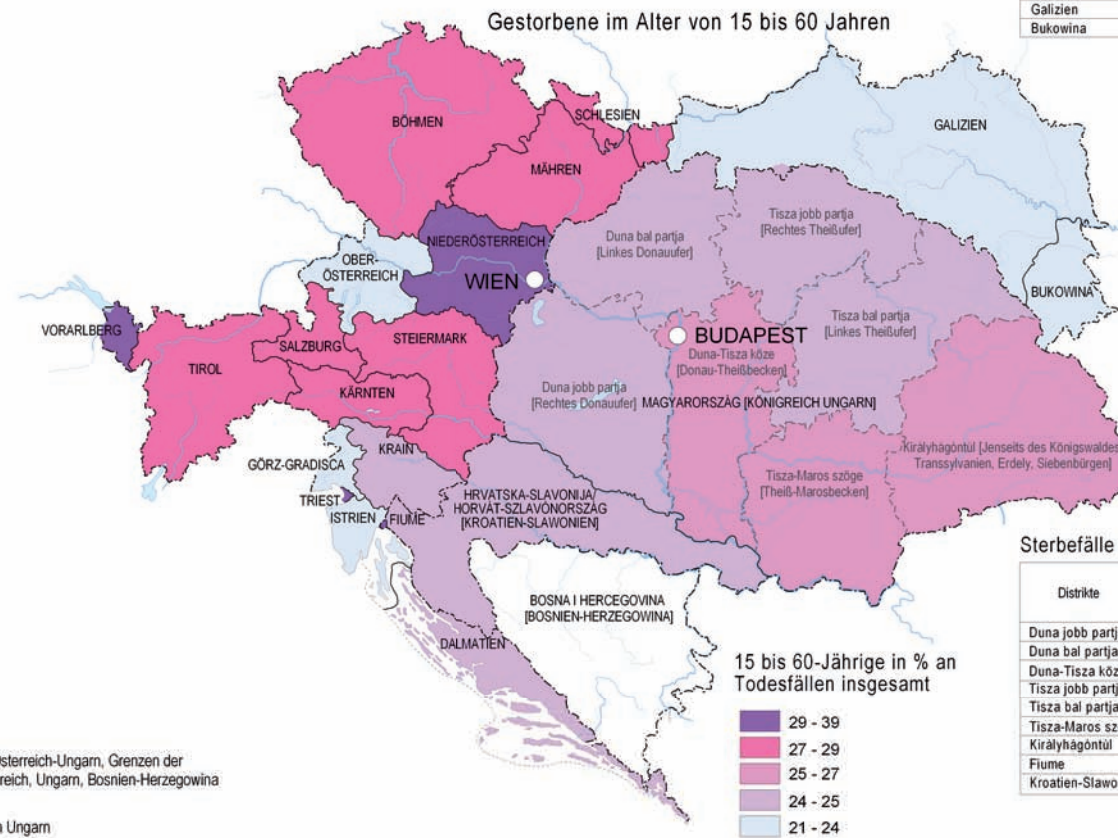 Gestorbene im Alter von 15 bis 60 Jahren
Galizien
Bukowina
BÖHMEN
SCHLESIEN
MÄHREN
GALIZIEN
NIEDERÖSTERREICH
OBER-
ÖSTERREICH
WIEN
Duna bal partja
[Linkes Donauufer]
Tisza jobb partja
[Rechtes Theißufer]
BUKOWINA
VORARLBERG
TIROL
SALZBURG
STEIERMARK
KÄRNTEN
BUDAPEST
Duna-Tisza köze
[Donau-Theißbecken]
Tisza bal partja
[Linkes Theißufer]
Duna jobb partja
[Rechtes Donauufer]
MAGYARORSZÀG [KÖNIGREICH UNGARN]
KRAIN
GÖRZ-GRADISCA
TRIEST
ISTRIEN
FIUME
HRVATSKA-SLAVONIJA/
HORVÁT-SZLAVÓNORSZÁG
[KROATIEN-SLAWONIEN]
Tisza-Maros szöge
[Theiß-Marosbecken]
Királyhágóntúl [Jenseits des Königswaldes
Transsylvanien, Erdely, Siebenbürgen]
BOSNA I HERCEGOVINA
[BOSNIEN-HERZEGOWINA]
DALMATIEN
15 bis 60-Jährige in % an
Todesfällen insgesamt
29 - 39
27 - 29
25 - 27
24 - 25
21 - 24
Sterbefälle
Distrikte
Duna jobb partj
Duna bal partja
Duna-Tisza köz
Tisza jobb partj
Tisza bal partja
Tisza-Maros sz
Királyhágóntúl
Fiume
Kroatien-Slawo
sterreich-Ungarn, Grenzen der
reich, Ungarn, Bosnien-Herzegowina
Ungarn